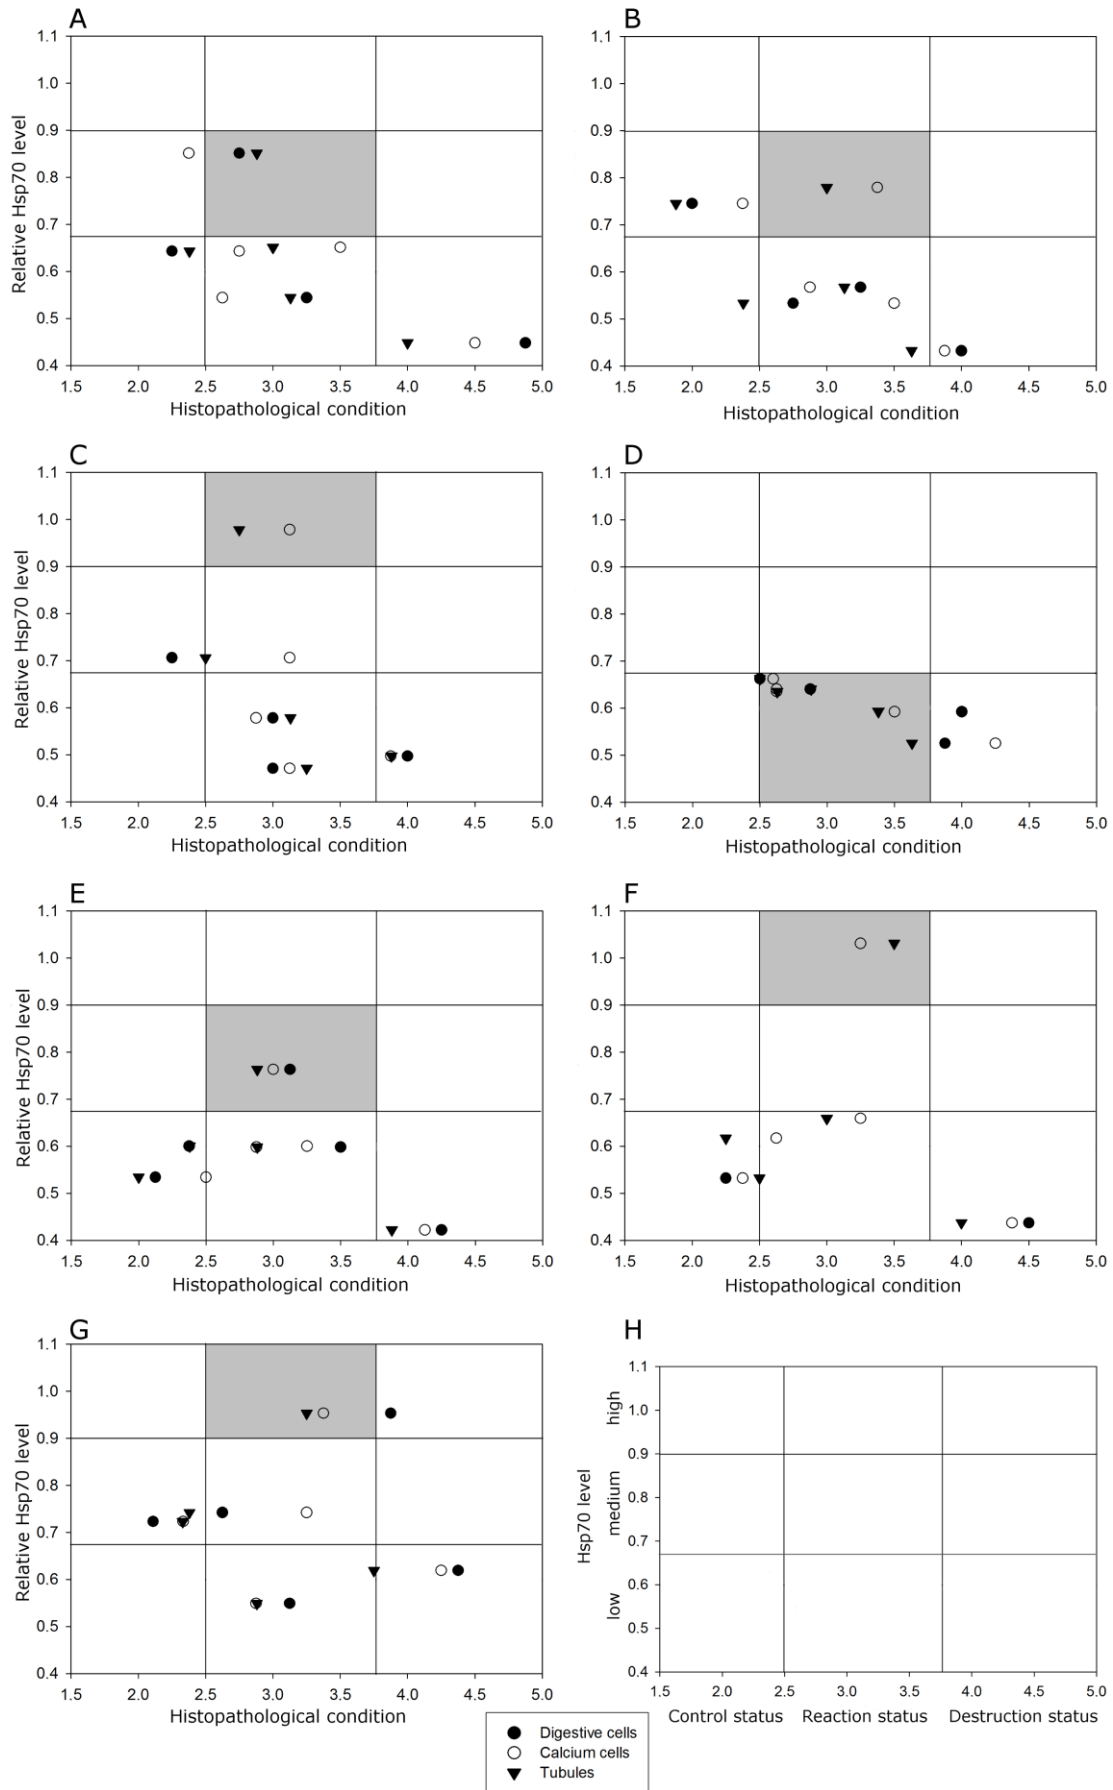 A
1.1
1.0
0.9
0.8
0.7
0.6
0.5
0.4
Relative Hsp70 level
1.5 2.0 2.5 3.0 3.5 4.0 4.5 5.0
Histopathological condition
B
1.1
1.0
0.9
0.8
0.7
0.6
0.5
0.4
1.5 2.0 2.5 3.0 3.5 4.0 4.5 5.0
Histopathological condition
C
1.1
1.0
0.9
0.8
0.7
0.6
0.5
0.4
Relative Hsp70 level
1.5 2.0 2.5 3.0 3.5 4.0 4.5 5.0
Histopathological condition
D
1.1
1.0
0.9
0.8
0.7
0.6
0.5
0.4
1.5 2.0 2.5 3.0 3.5 4.0 4.5 5.0
Histopathological condition
E
1.1
1.0
0.9
0.8
0.7
0.6
0.5
0.4
Relative Hsp70 level
1.5 2.0 2.5 3.0 3.5 4.0 4.5 5.0
Histopathological condition
F
1.1
1.0
0.9
0.8
0.7
0.6
0.5
0.4
1.5 2.0 2.5 3.0 3.5 4.0 4.5 5.0
Histopathological condition
G
1.1
1.0
0.9
0.8
0.7
0.6
0.5
0.4
Relative Hsp70 level
1.5 2.0 2.5 3.0 3.5 4.0 4.5 5.0
Histopathological condition
H
1.1
1.0
0.9
0.8
0.7
0.6
0.5
0.4
Hsp70 level
low medium high
1.5 2.0 2.5 3.0 3.5 4.0 4.5 5.0
Control status Reaction status Destruction status
Digestive cells
Calcium cells
Tubules